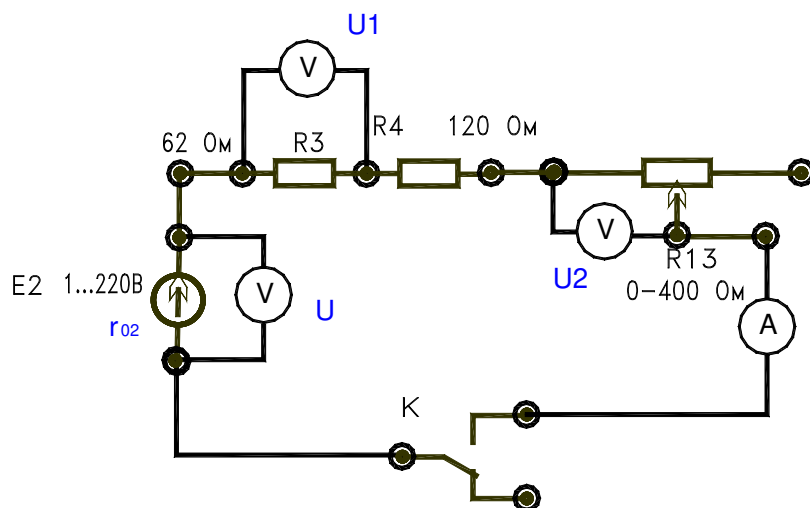 U1
V
62 Ом
R3
R4
120 Ом
V
U2
R13
0-400 Ом
E2 1...220В
r02
V
U
A
К